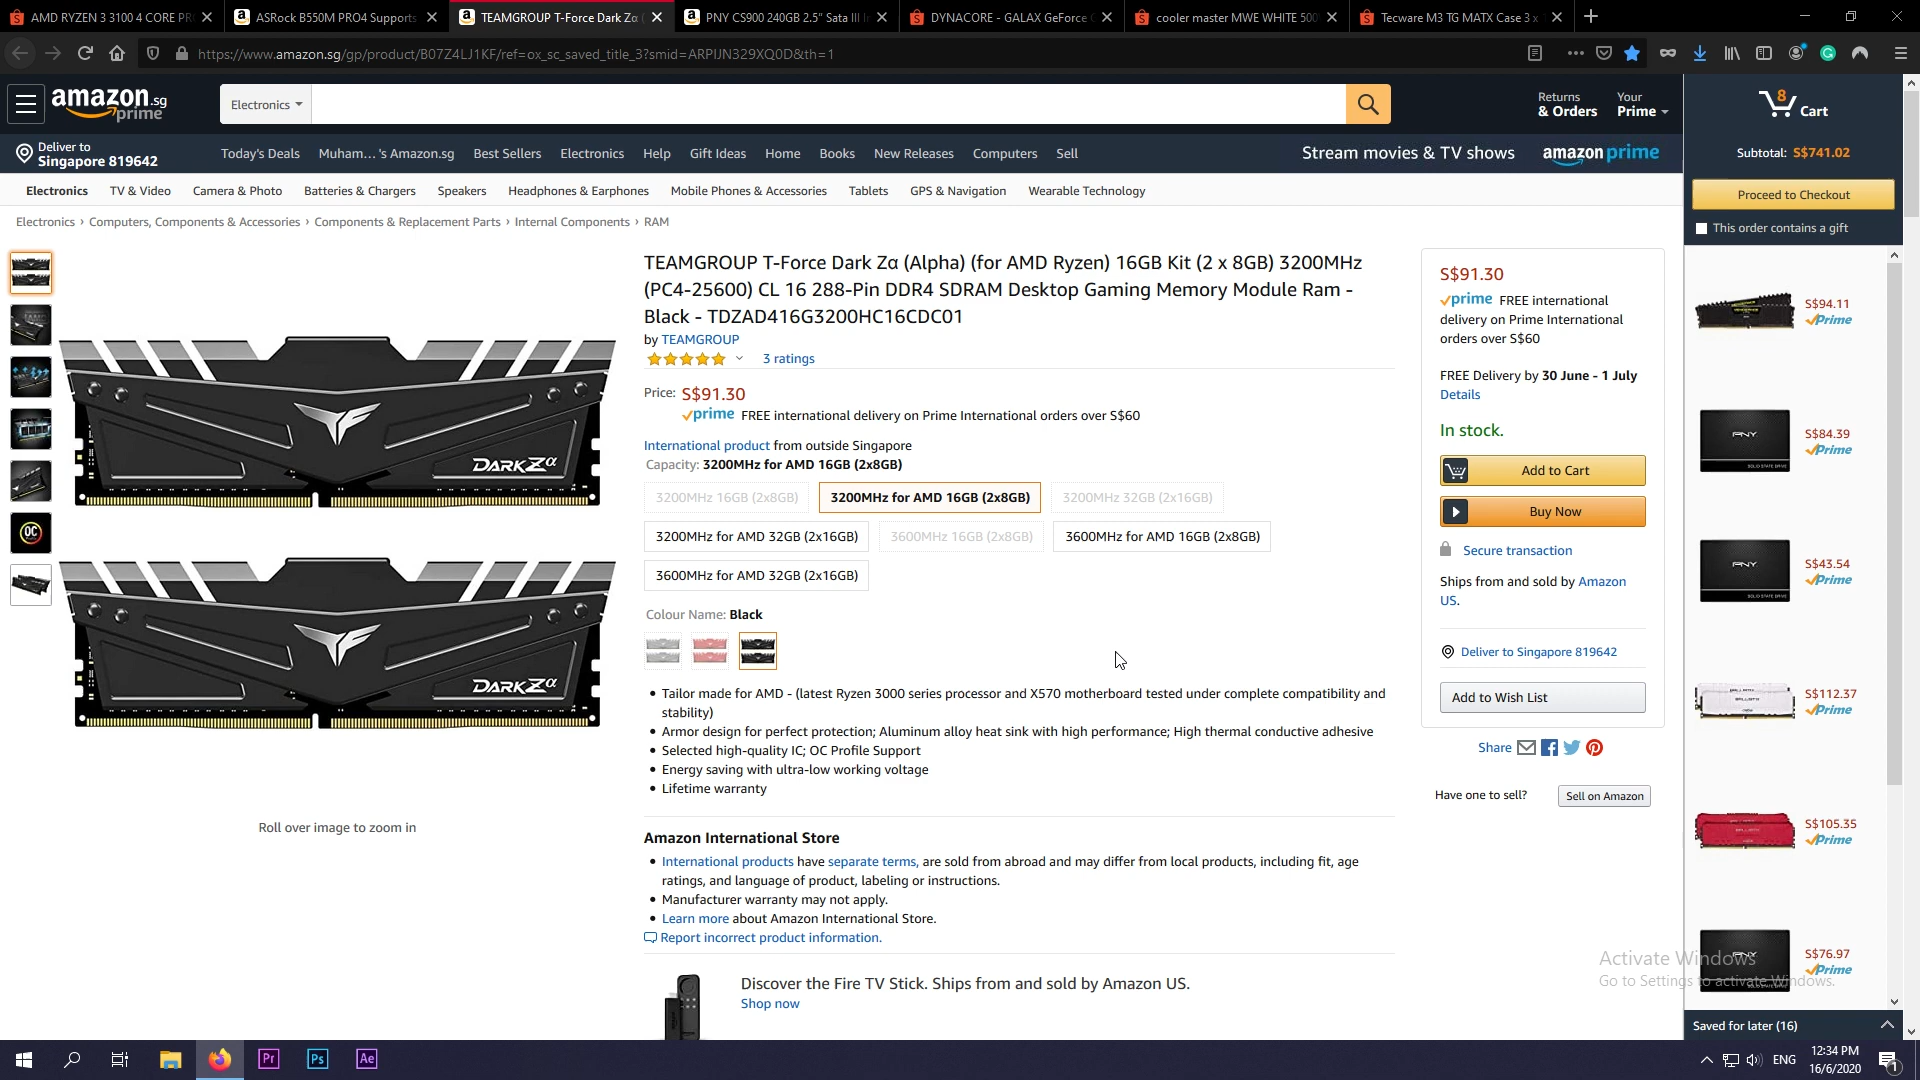 AMD RYZEN 3 3100 4 CORE PR
ASRock B550M PRO4 Supports
TEAMGROUP T-Force Dark Zα
PNY CS900 240GB 2.5" Sata III
DYNACORE - GALAX GeForce
cooler master MWE WHITE 500
Tecware M3 TG MATX Case 3 x
https://www.amazon.sg/gp/product/B07Z4LJ1KF/ref=ox_sc_saved_title_3?smid=ARPIJN329XQ0D&th=1
amazon.sg
prime
Electronics
Returns
& Orders
Your
Prime
8
Cart
Deliver to
Singapore 819642
Today's Deals
Muham... 's Amazon.sg
Best Sellers
Electronics
Help
Gift Ideas
Home
Books
New Releases
Computers
Sell
Stream movies & TV shows
amazon prime
Subtotal: S$741.02
Proceed to Checkout
This order contains a gift
Electronics
TV & Video
Camera & Photo
Batteries & Chargers
Speakers
Headphones & Earphones
Mobile Phones & Accessories
Tablets
GPS & Navigation
Wearable Technology
Electronics › Computers, Components & Accessories › Components & Replacement Parts › Internal Components › RAM
OC
DARK Zα
DARK Zα
Roll over image to zoom in
TEAMGROUP T-Force Dark Zα (Alpha) (for AMD Ryzen) 16GB Kit (2 x 8GB) 3200MHz
(PC4-25600) CL 16 288-Pin DDR4 SDRAM Desktop Gaming Memory Module Ram -
Black - TDZAD416G3200HC16CDC01
by TEAMGROUP
3 ratings
Price: S$91.30
prime FREE international delivery on Prime International orders over S$60
International product from outside Singapore
Capacity: 3200MHz for AMD 16GB (2x8GB)
3200MHz 16GB (2x8GB)
3200MHz for AMD 16GB (2x8GB)
3200MHz 32GB (2x16GB)
3200MHz for AMD 32GB (2x16GB)
3600MHz 16GB (2x8GB)
3600MHz for AMD 16GB (2x8GB)
3600MHz for AMD 32GB (2x16GB)
Colour Name: Black
• Tailor made for AMD - (latest Ryzen 3000 series processor and X570 motherboard tested under complete compatibility and
stability)
• Armor design for perfect protection; Aluminum alloy heat sink with high performance; High thermal conductive adhesive
• Selected high-quality IC; OC Profile Support
• Energy saving with ultra-low working voltage
• Lifetime warranty
Amazon International Store
• International products have separate terms, are sold from abroad and may differ from local products, including fit, age
ratings, and language of product, labeling or instructions.
• Manufacturer warranty may not apply.
• Learn more about Amazon International Store.
Report incorrect product information.
Discover the Fire TV Stick. Ships from and sold by Amazon US.
Shop now
S$91.30
prime FREE international
delivery on Prime International
orders over S$60
FREE Delivery by 30 June - 1 July
Details
In stock.
Add to Cart
Buy Now
Secure transaction
Ships from and sold by Amazon
US.
Deliver to Singapore 819642
Add to Wish List
Share
Have one to sell?
Sell on Amazon
S$94.11
Prime
PNY
S$84.39
Prime
PNY
S$43.54
Prime
S$112.37
Prime
S$105.35
Prime
PNY
S$76.97
Prime
Activate Windows
Go to Settings to activate Windows.
Saved for later (16)
Pr
Ps
Ae
ENG
12:34 PM
16/6/2020
1